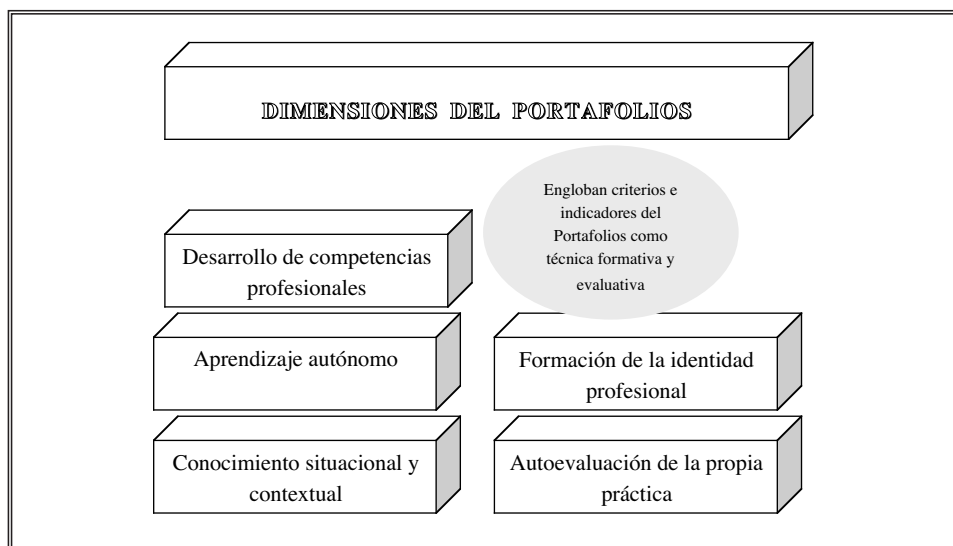 DIMENSIONES DEL PORTAFOLIOS
Engloban criterios e
indicadores del
Portafolios como
técnica formativa y
evaluativa
Desarrollo de competencias
profesionales
Aprendizaje autónomo
Formación de la identidad
profesional
Conocimiento situacional y
contextual
Autoevaluación de la propia
práctica